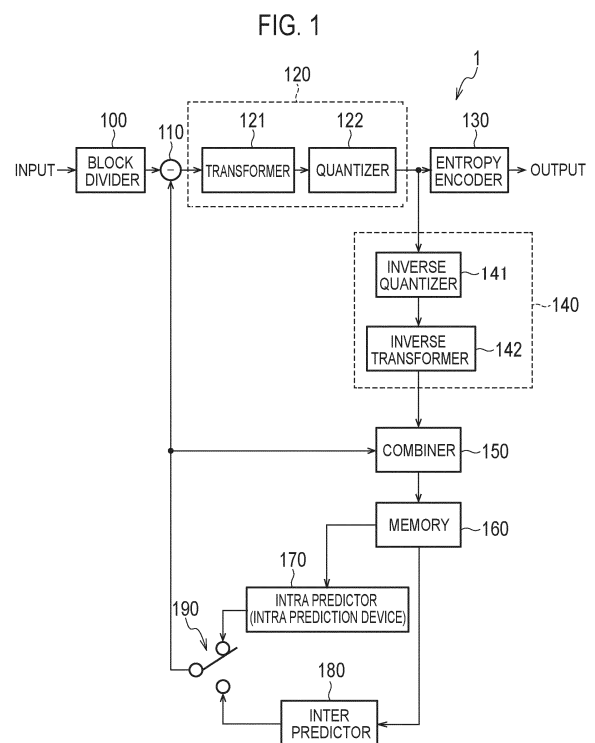 FIG. 1
1
120
100
110
121
122
130
INPUT
BLOCK
DIVIDER
−
TRANSFORMER
QUANTIZER
ENTROPY
ENCODER
OUTPUT
INVERSE
QUANTIZER
141
140
INVERSE
TRANSFORMER
142
COMBINER
150
MEMORY
160
170
INTRA PREDICTOR
(INTRA PREDICTION DEVICE)
190
180
INTER
PREDICTOR